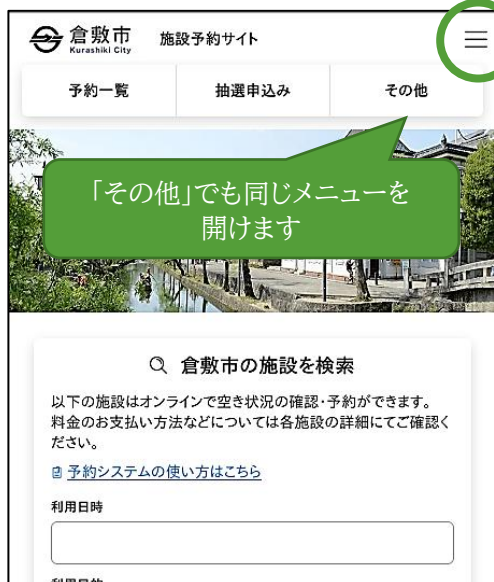 倉敷市 施設予約サイト
Kurashiki City
予約一覧 抽選申込み その他
「その他」でも同じメニューを
開けます
倉敷市の施設を検索
以下の施設はオンラインで空き状況の確認・予約ができます。
料金のお支払い方法などについては各施設の詳細にてご確認く
ださい。
予約システムの使い方はこちら
利用日時